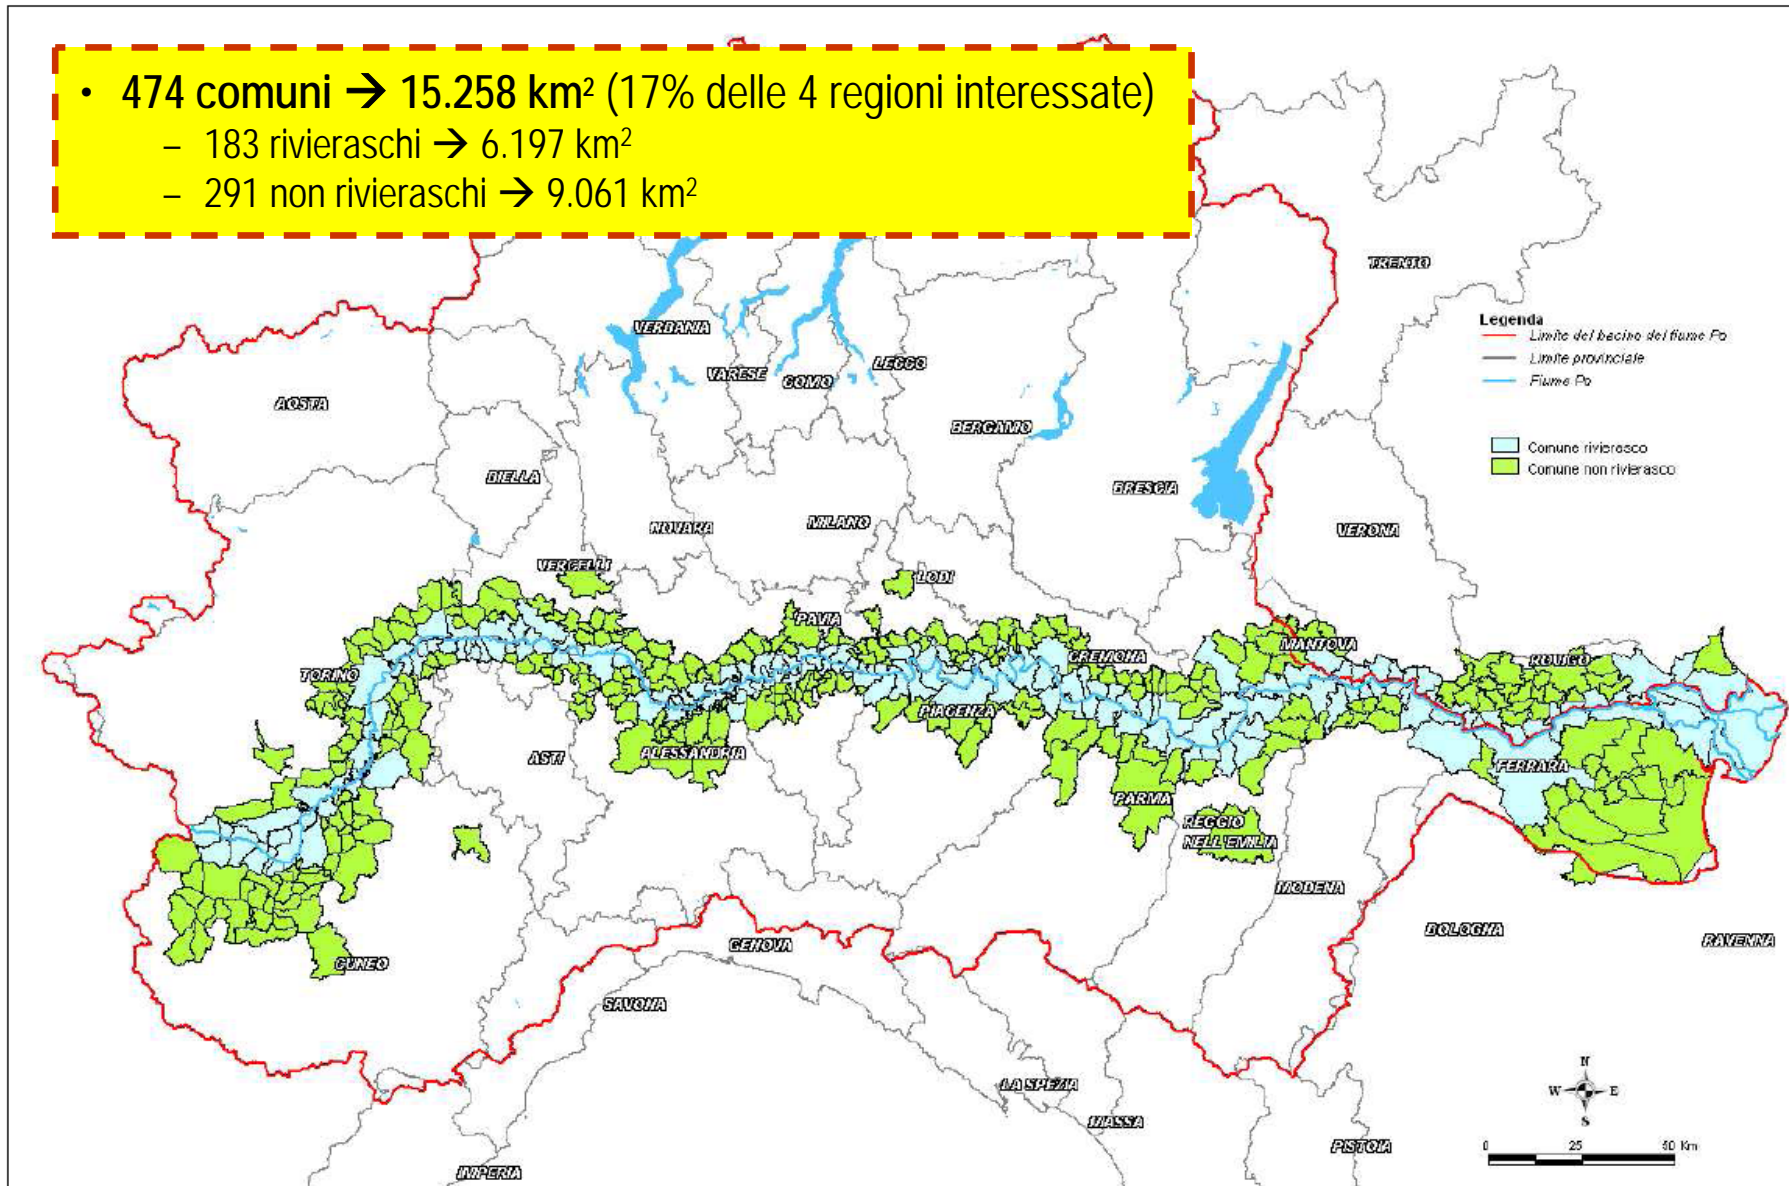 • 474 comuni → 15.258 km² (17% delle 4 regioni interessate)
– 183 rivieraschi → 6.197 km²
– 291 non rivieraschi → 9.061 km²
TRENTO
Legenda
Limite del bacino del fiume Po
Limite provinciale
Fiume Po
Comune rivierasco
Comune non rivierasco
VERBANIA
VARESE
COMO
LECCO
AOSTA
BERGAMO
BIELLA
BRESCIA
NOVARA
MILANO
VERONA
VERCELLI
LODI
PAVIA
MANTOVA
CREMONA
ROVIGO
TORINO
PIACENZA
ASTI
ALESSANDRIA
FERRARA
PARMA
REGGIO
NELL'EMILIA
MODENA
BOLOGNA
RAVENNA
CUNEO
GENOVA
SAVONA
LA SPEZIA
MASSA
PISTOIA
IMPERIA
N
W E
S
0 25 50 Km